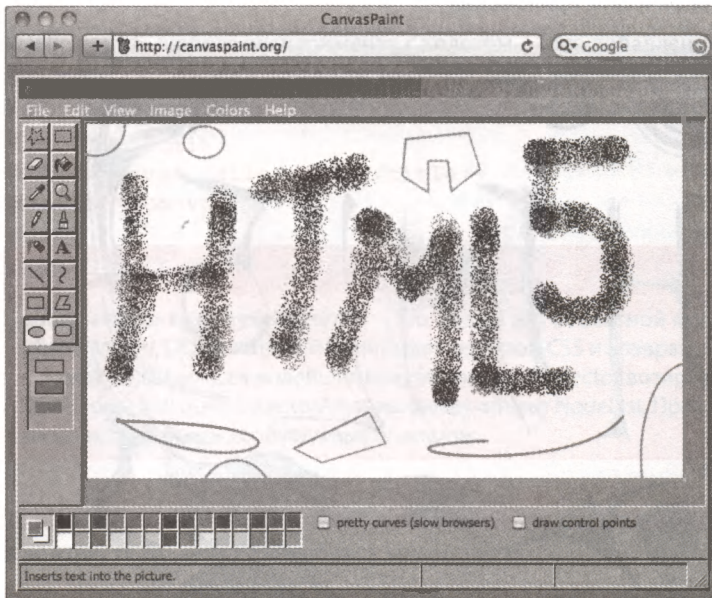 CanvasPaint
http://canvaspaint.org/ Google
File Edit View Image Colors Help
HTML5
A
pretty curves (slow browsers) draw control points
Inserts text into the picture.